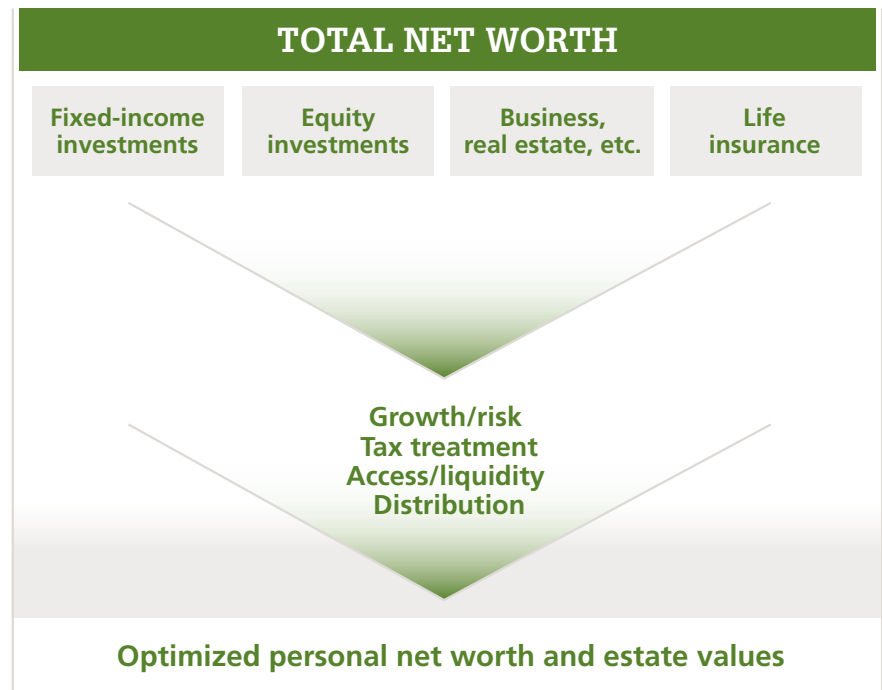 TOTAL NET WORTH
Fixed-income
investments
Equity
investments
Business,
real estate, etc.
Life
insurance
Growth/risk
Tax treatment
Access/liquidity
Distribution
Optimized personal net worth and estate values